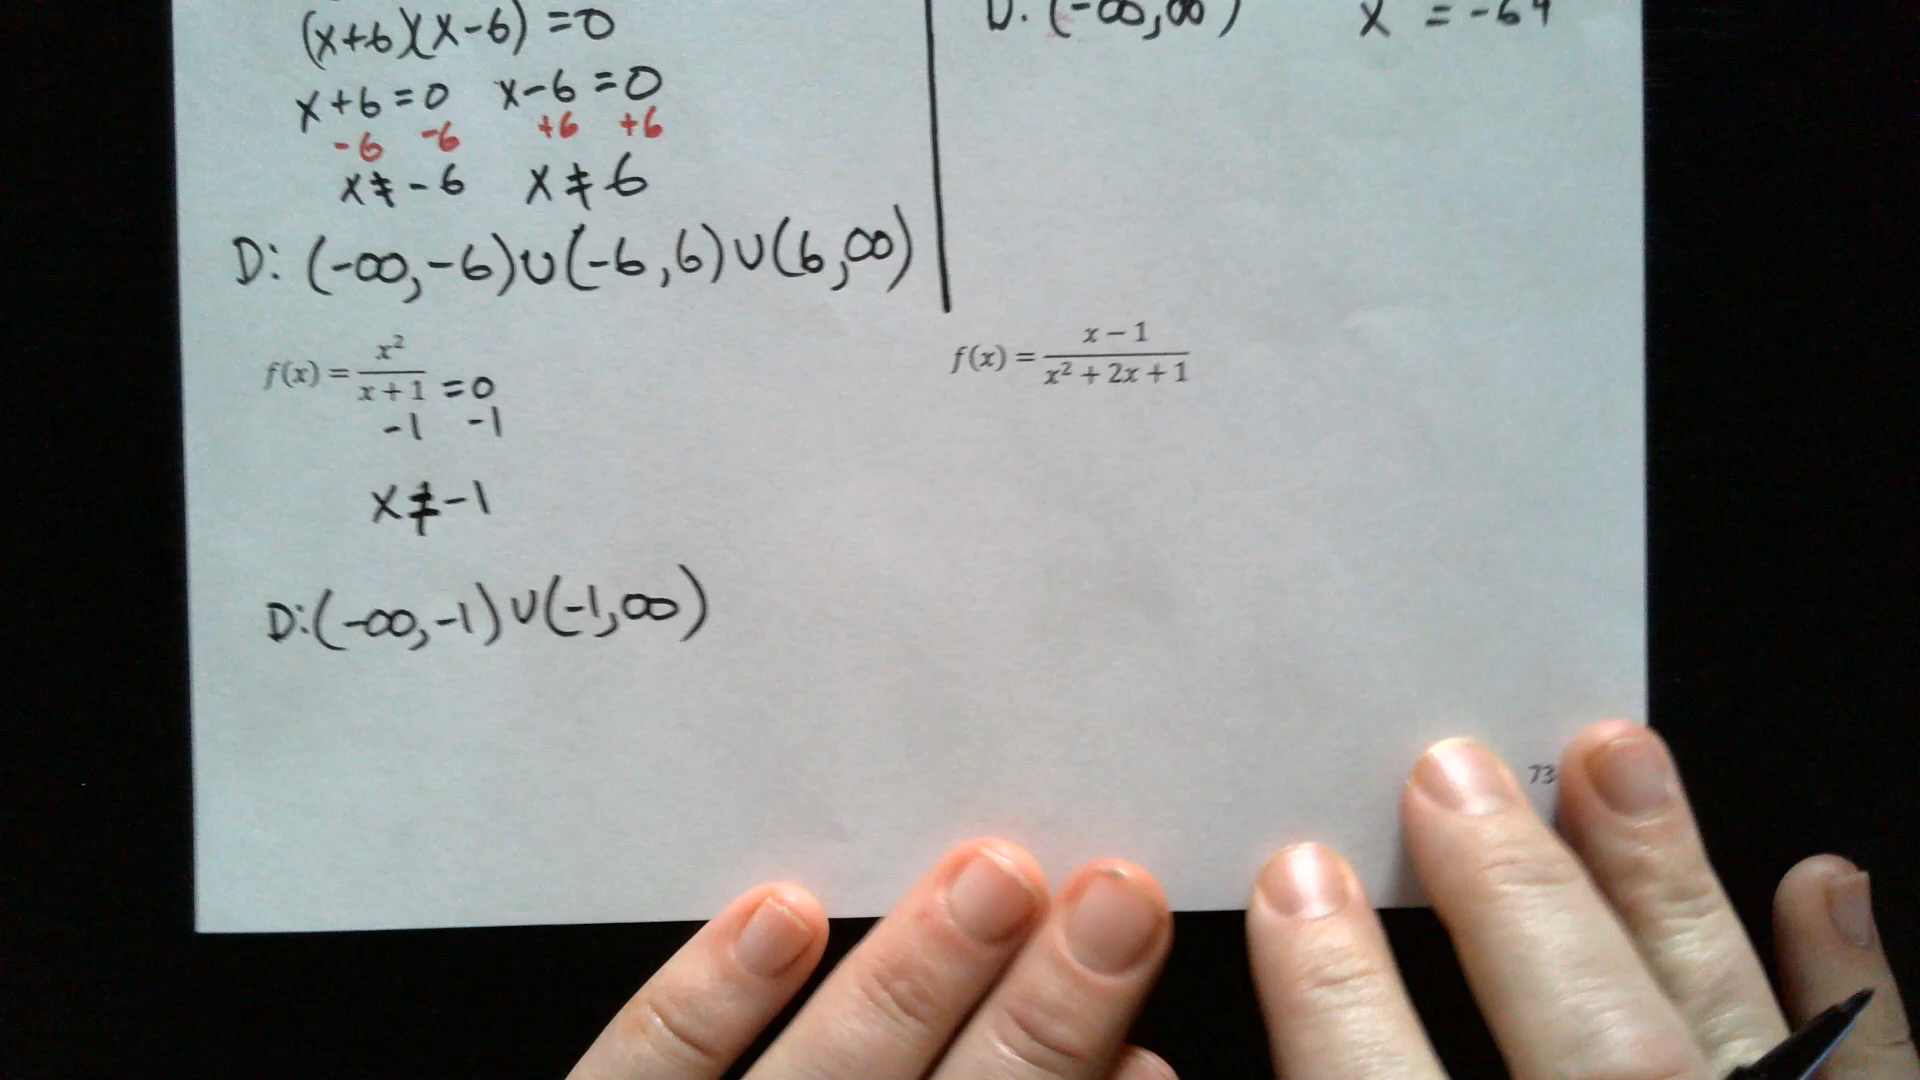 (x+6)(x-6) =0
x+6=0 x-6=0
-6 -6 +6 +6
x≠-6 x≠6
D: (-∞,-6)∪(-6,6)∪(6,∞)
D: (-∞,∞) x = -64
f(x) = x² / x + 1 =0
-1 -1
x≠-1
D:(-∞,-1)∪(-1,∞)
f(x) = x - 1 / x² + 2x + 1
73